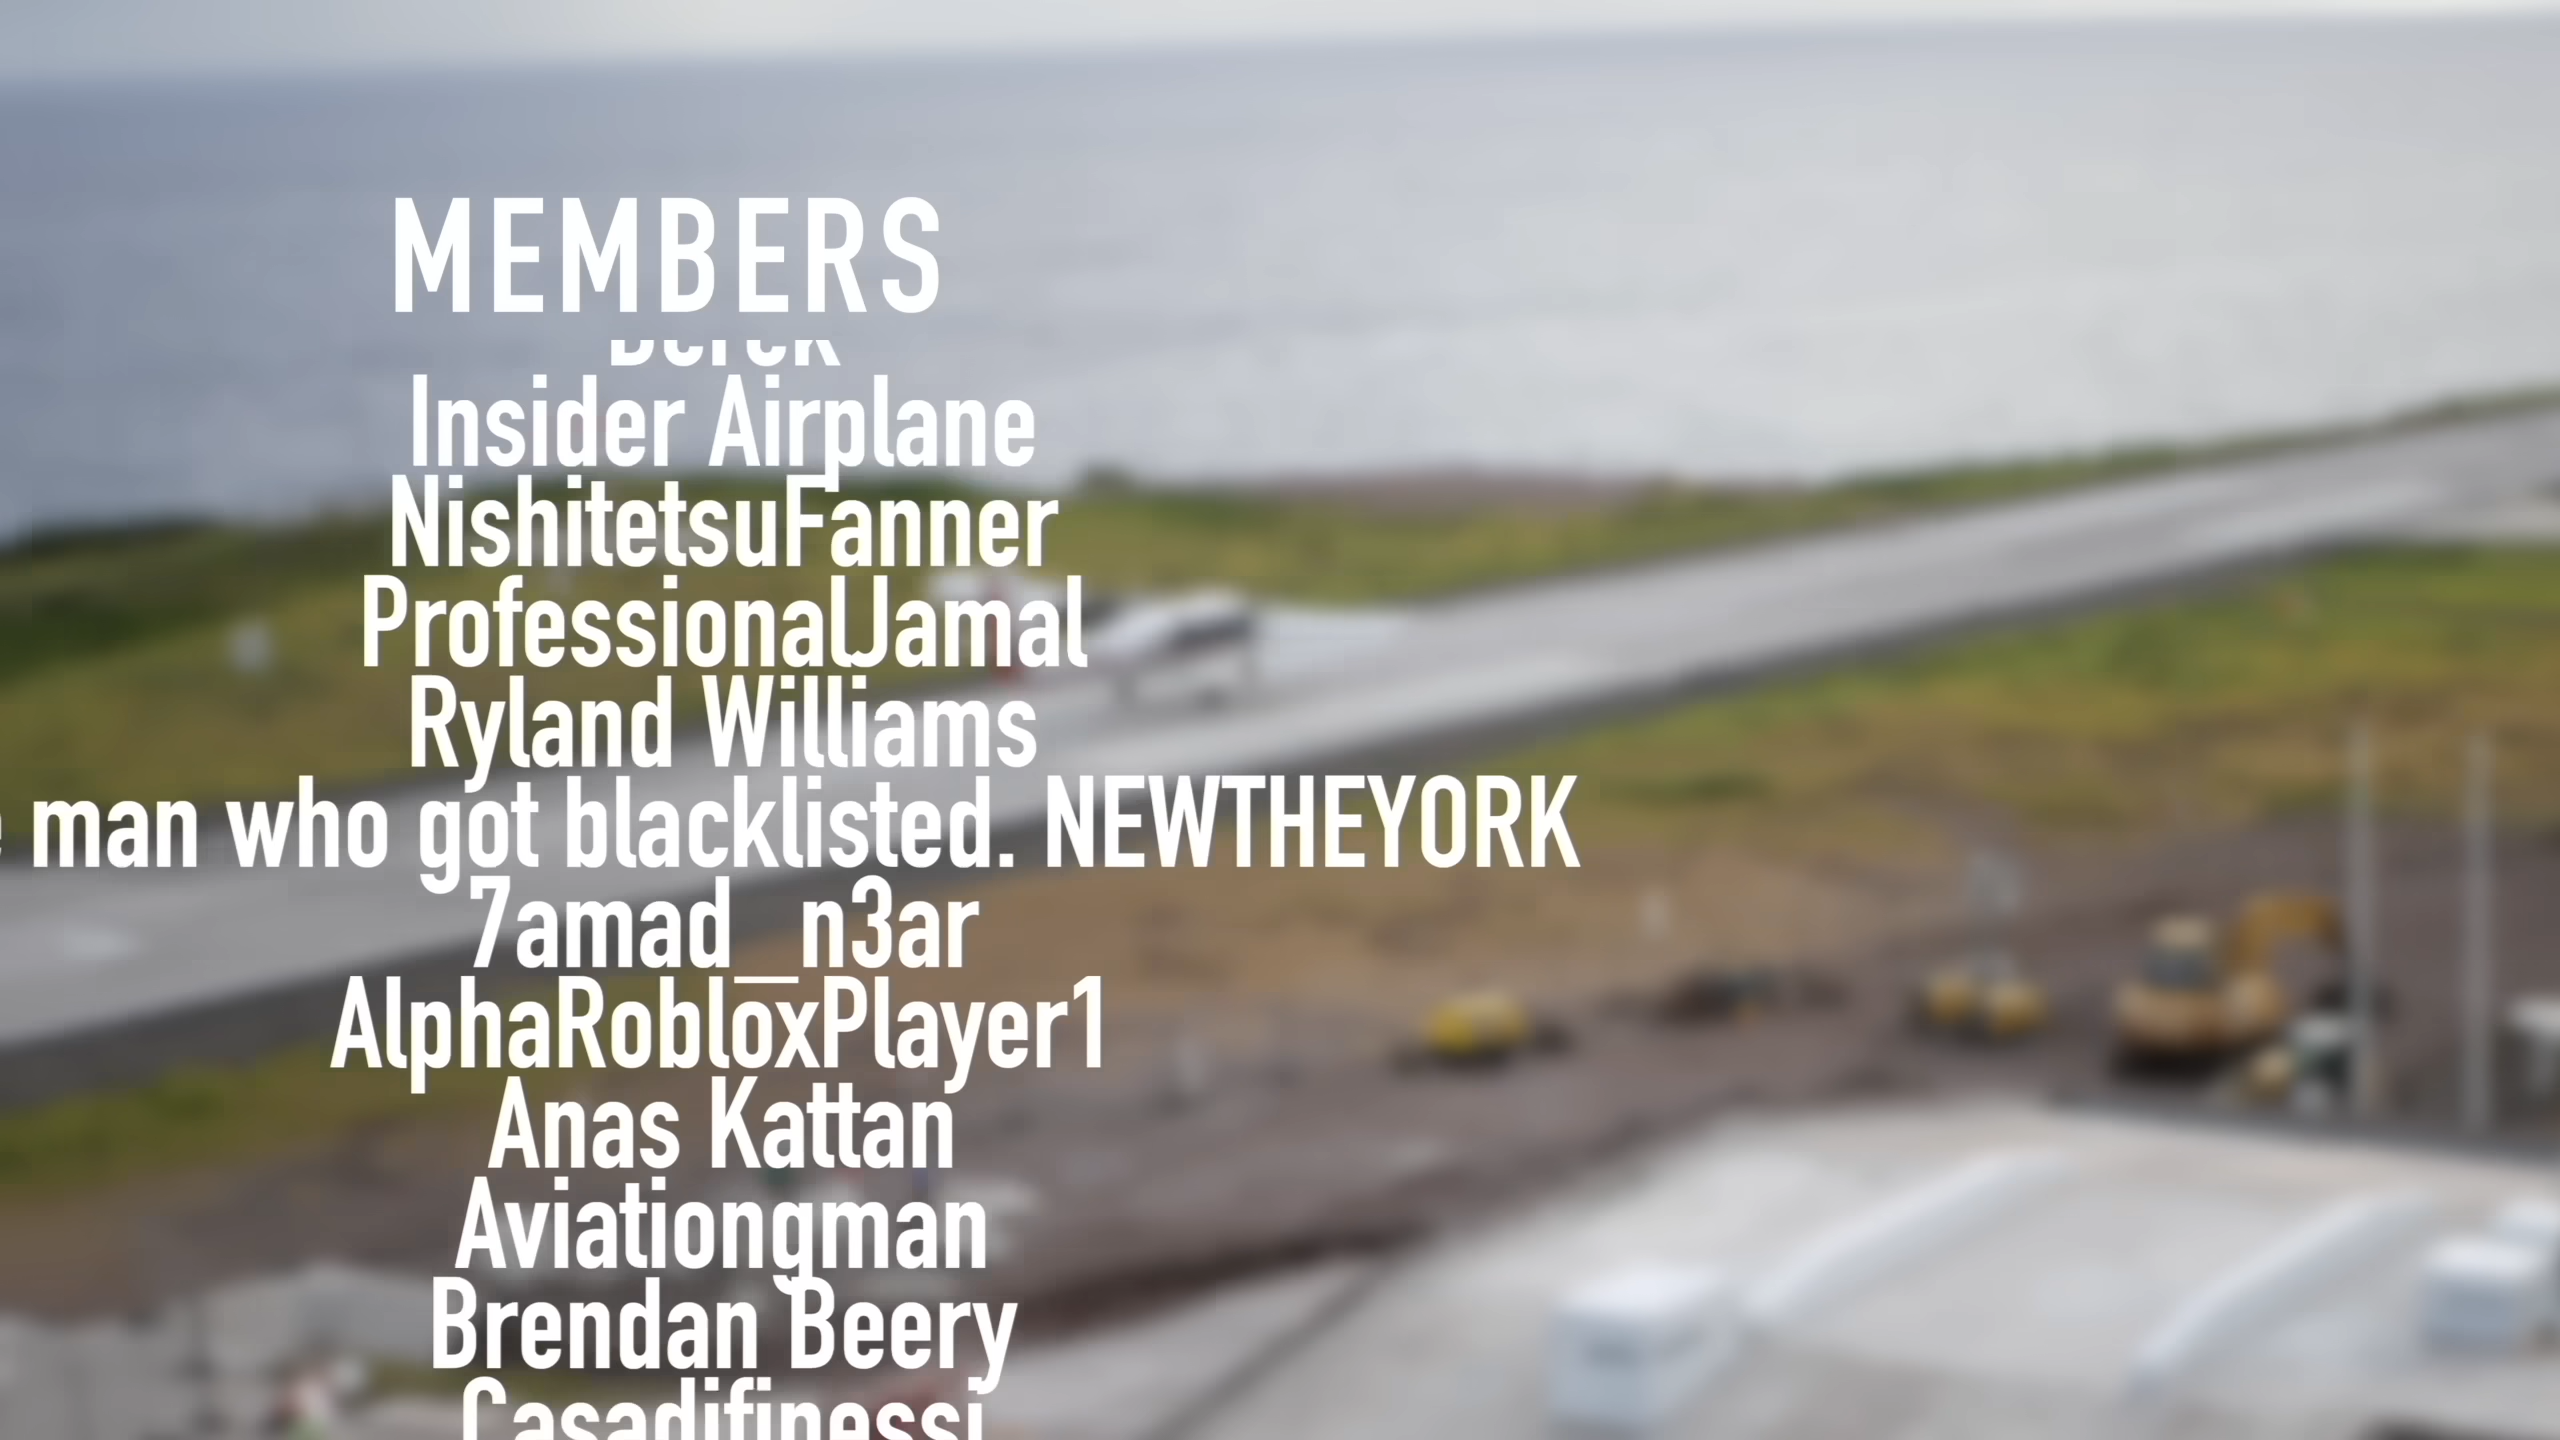 MEMBERS
Insider Airplane
NishitetsuFanner
ProfessionalJamal
Ryland Williams
man who got blacklisted. NEWTHEYORK
7amad_n3ar
AlphaRobloxPlayer1
Anas Kattan
Aviationgman
Brendan Beery
Casadifinessi